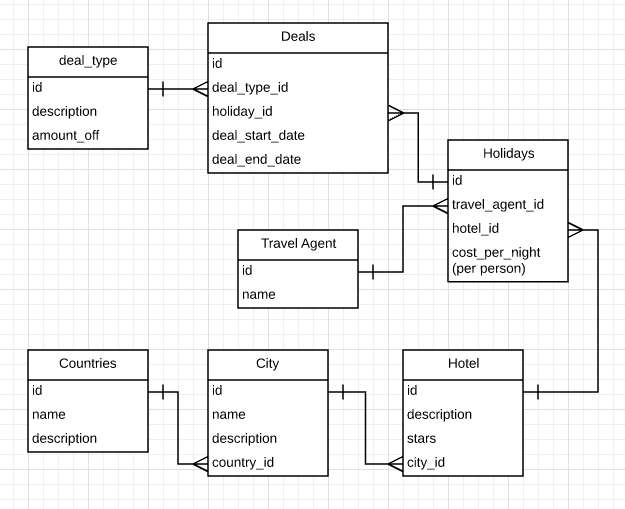 deal_type
id
description
amount_off
Deals
id
deal_type_id
holiday_id
deal_start_date
deal_end_date
Holidays
id
travel_agent_id
hotel_id
cost_per_night
(per person)
Travel Agent
id
name
Countries
id
name
description
City
id
name
description
country_id
Hotel
id
description
stars
city_id